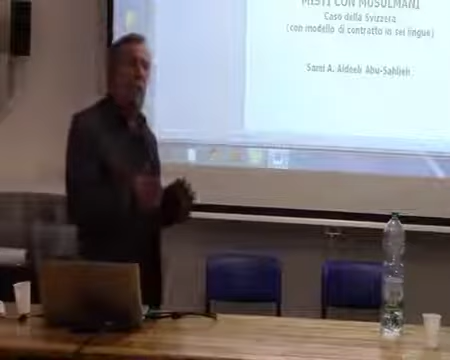 MISTI CON MUSULMANI
Caso della Svizzera
(con modello di contratto in sei lingue)
Sami A. Aldeeb Abu-Sahlieh